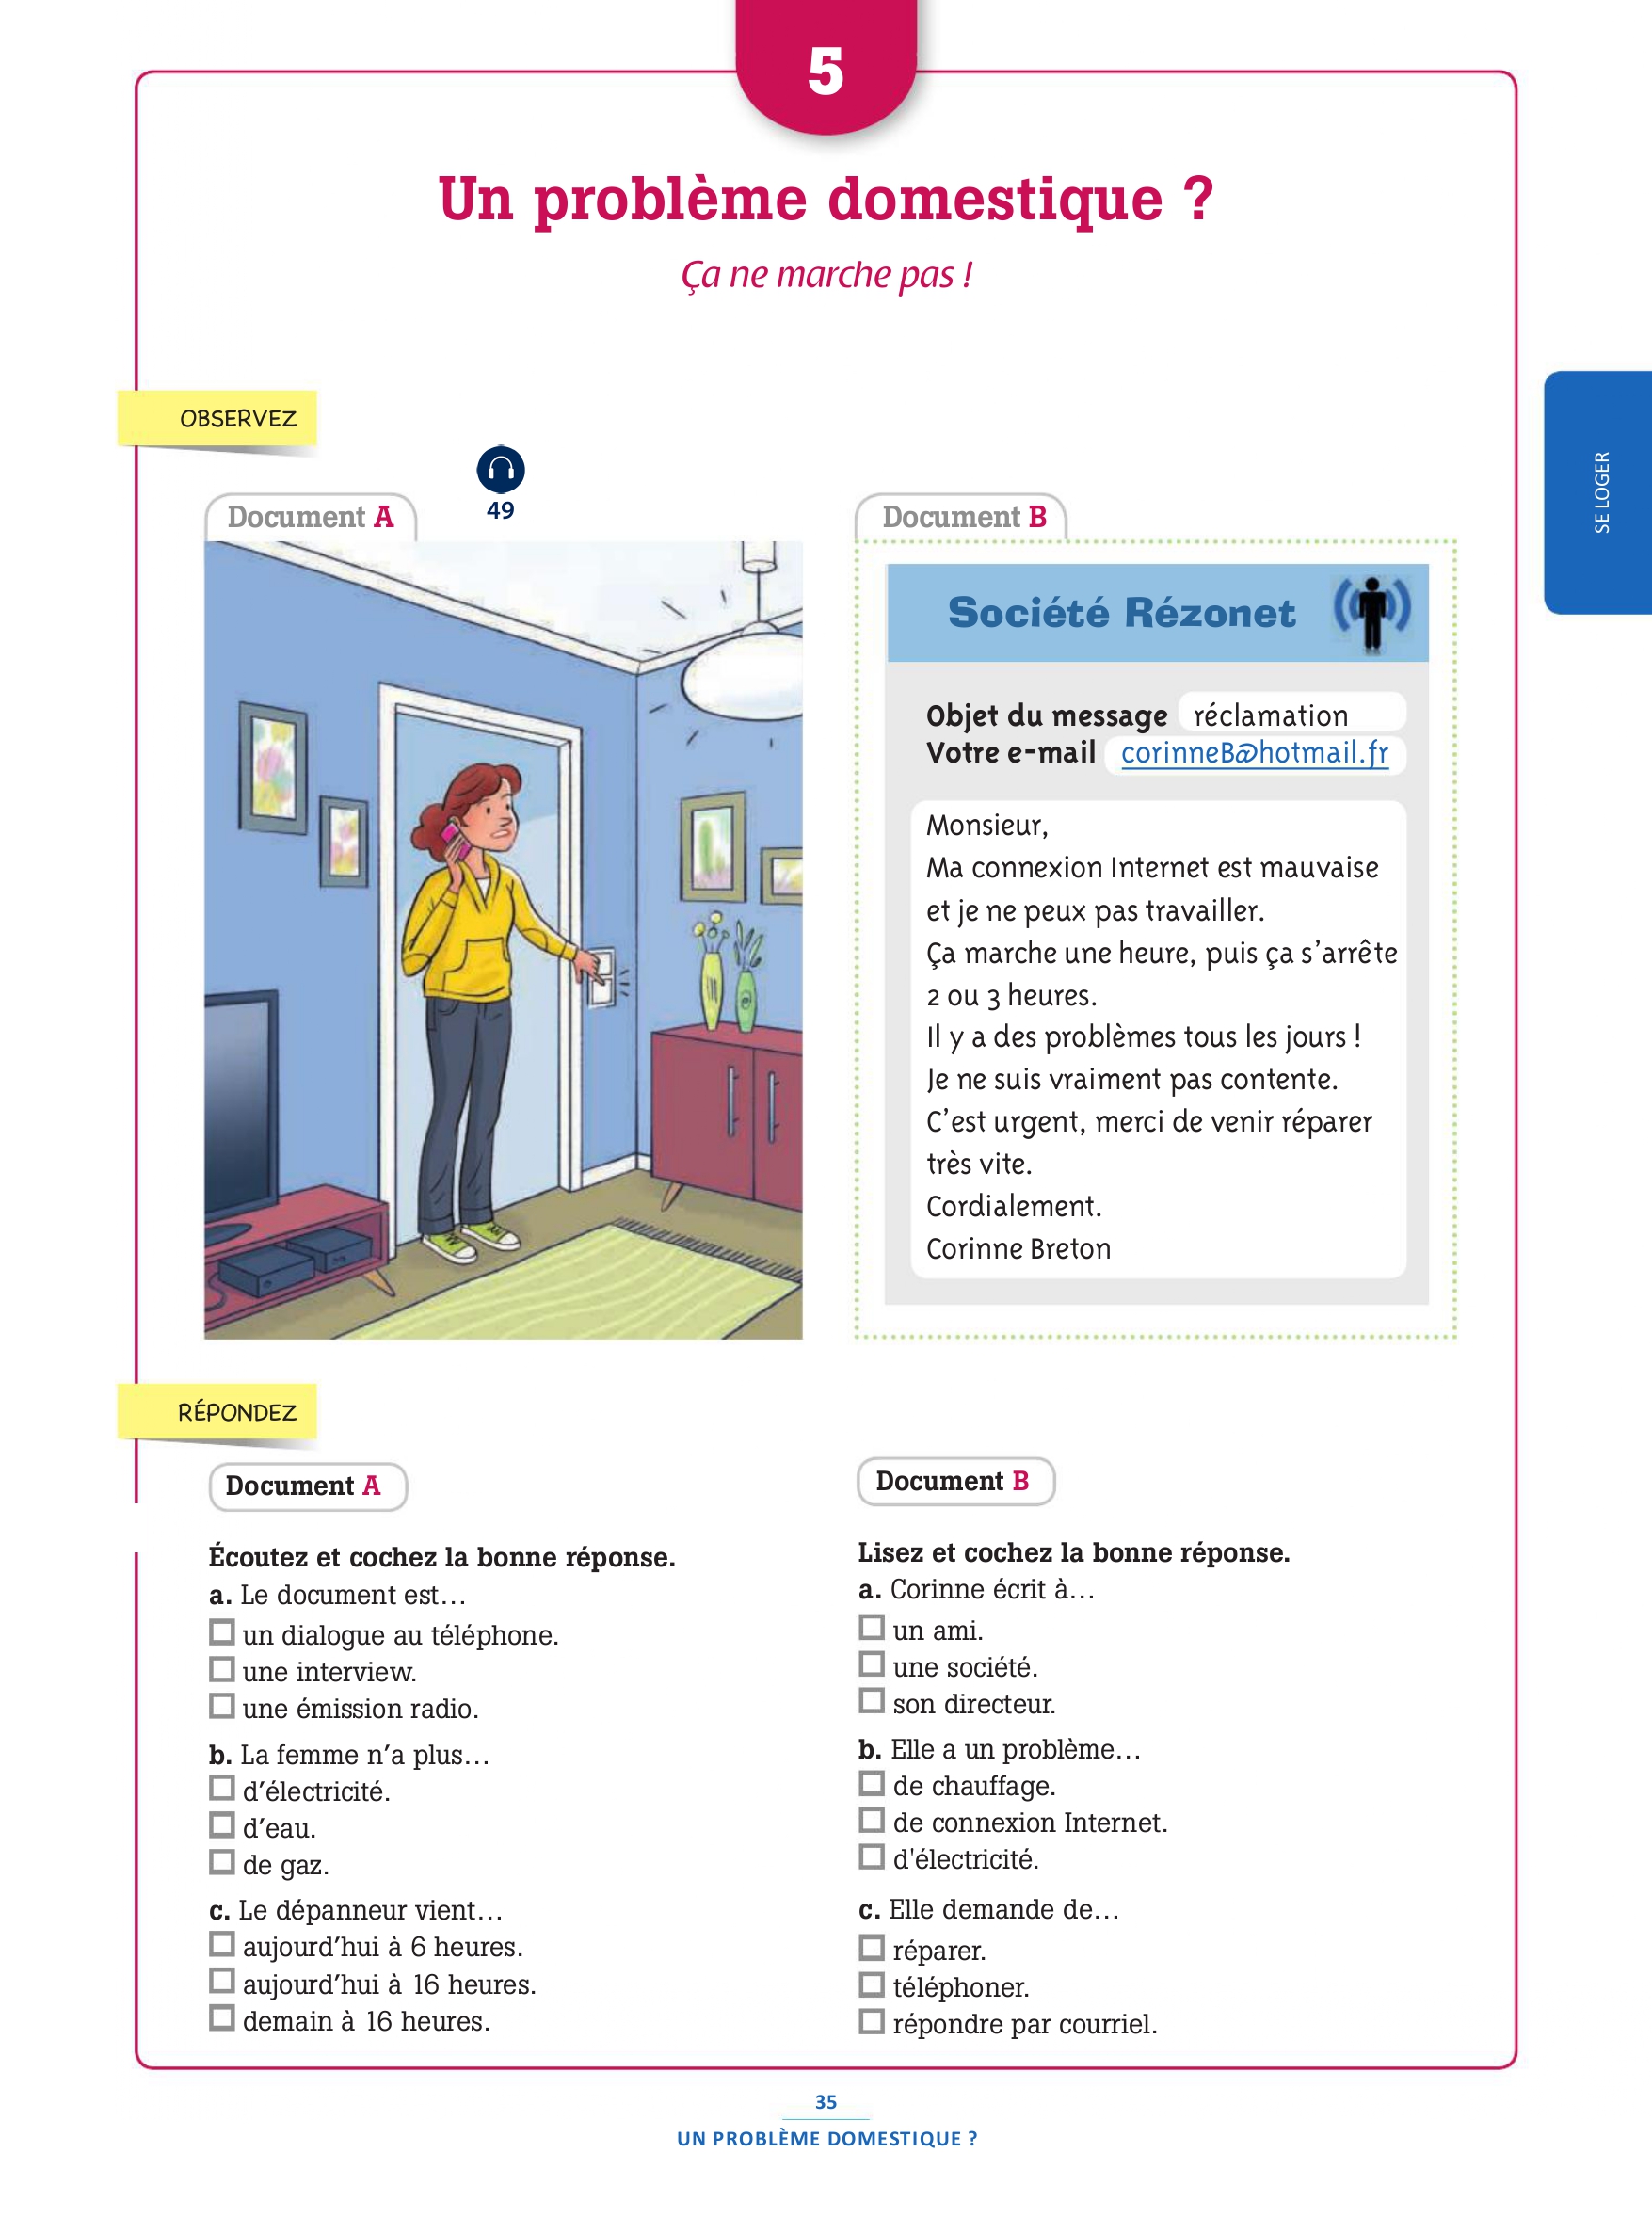 5
Un problème domestique ?
Ça ne marche pas !
OBSERVEZ
SE LOGER
49
Document A
Document B
Société Rézonet
Objet du message réclamation
Votre e-mail corinneB@hotmail.fr
Monsieur,
Ma connexion Internet est mauvaise
et je ne peux pas travailler.
Ça marche une heure, puis ça s’arrête
2 ou 3 heures.
Il y a des problèmes tous les jours !
Je ne suis vraiment pas contente.
C’est urgent, merci de venir réparer
très vite.
Cordialement.
Corinne Breton
RÉPONDEZ
Document A
Écoutez et cochez la bonne réponse.
a. Le document est…
un dialogue au téléphone.
une interview.
une émission radio.
b. La femme n’a plus…
d’électricité.
d’eau.
de gaz.
c. Le dépanneur vient…
aujourd’hui à 6 heures.
aujourd’hui à 16 heures.
demain à 16 heures.
Document B
Lisez et cochez la bonne réponse.
a. Corinne écrit à…
un ami.
une société.
son directeur.
b. Elle a un problème…
de chauffage.
de connexion Internet.
d'électricité.
c. Elle demande de…
réparer.
téléphoner.
répondre par courriel.
35
UN PROBLÈME DOMESTIQUE ?